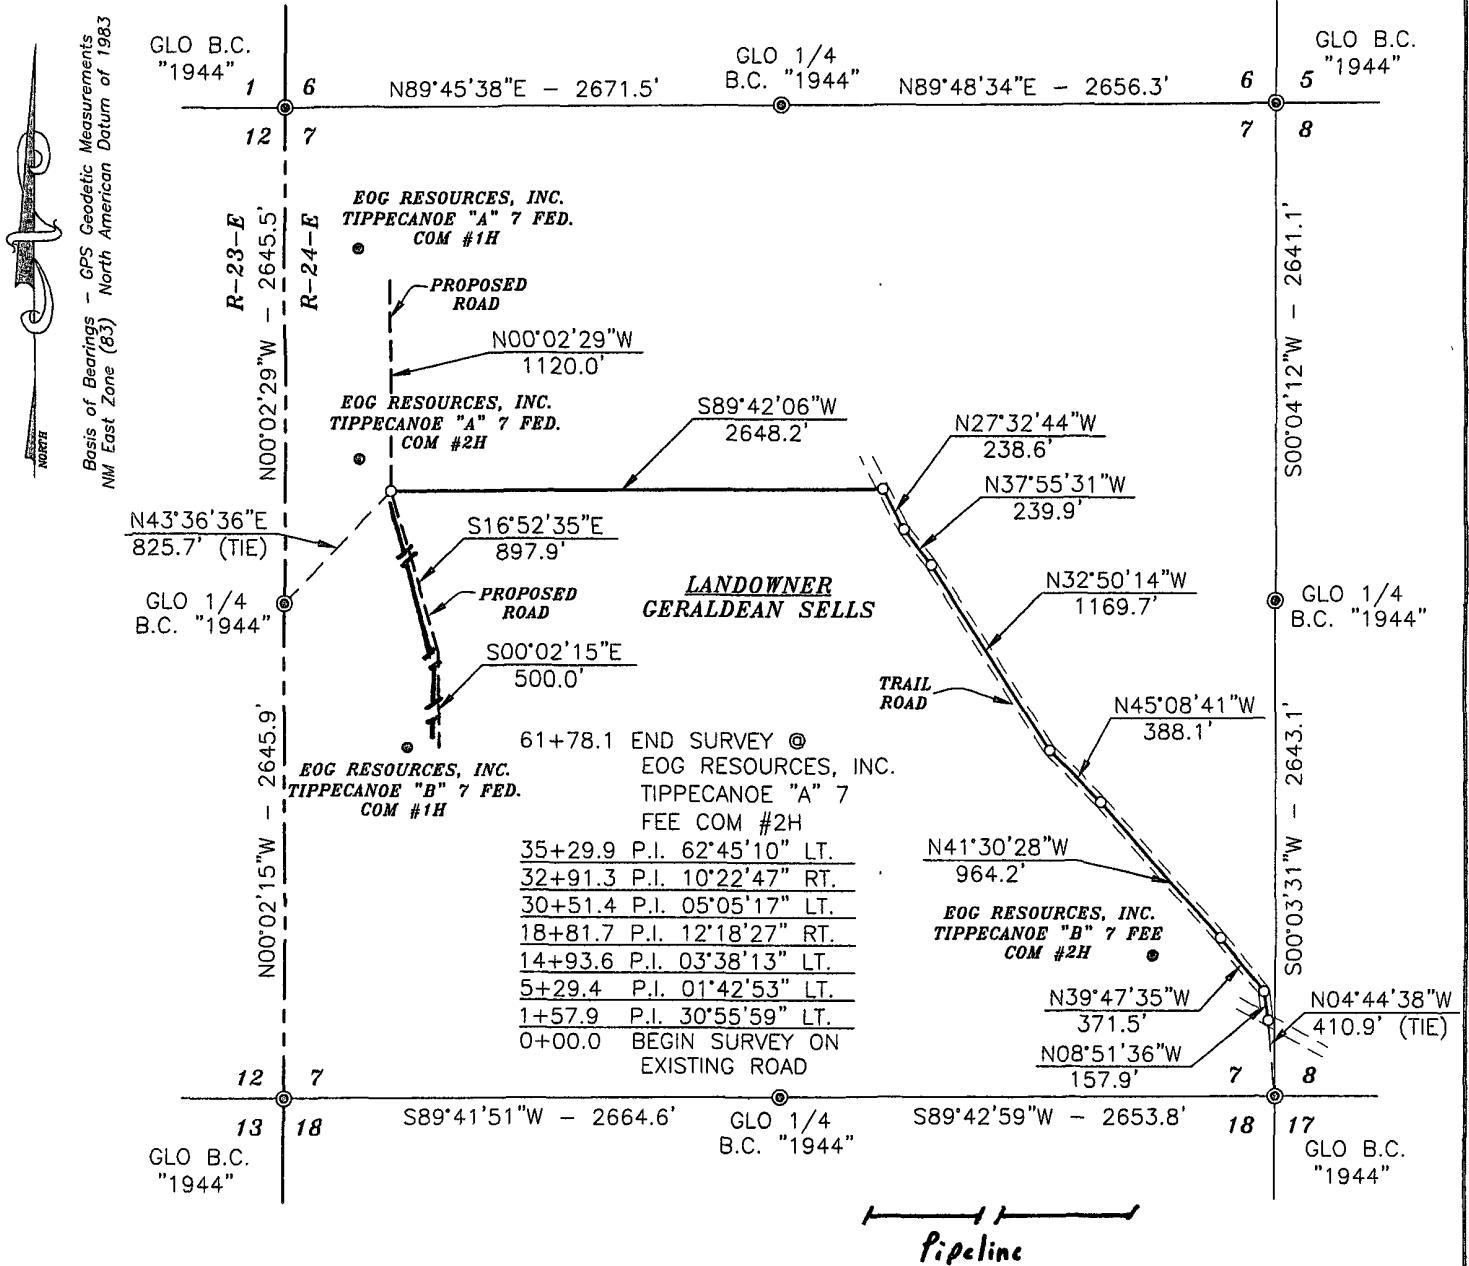 GLO B.C.
"1944"
GLO 1/4
B.C. "1944"
GLO B.C.
"1944"
1 6
N89°45'38"E - 2671.5'
N89°48'34"E - 2656.3'
6 5
12 7
7 8
Basis of Bearings - GPS Geodetic Measurements
NM East Zone (83) North American Datum of 1983
NORTH
R-23-E
N00°02'29"W - 2645.5'
R-24-E
EOG RESOURCES, INC.
TIPPECANOE "A" 7 FED.
COM #1H
PROPOSED
ROAD
N00°02'29"W
1120.0'
S00°04'12"W - 2641.1'
EOG RESOURCES, INC.
TIPPECANOE "A" 7 FED.
COM #2H
S89°42'06"W
2648.2'
N27°32'44"W
238.6'
N37°55'31"W
239.9'
N43°36'36"E
825.7' (TIE)
S16°52'35"E
897.9'
LANDOWNER
GERALDEAN SELLS
N32°50'14"W
1169.7'
GLO 1/4
B.C. "1944"
PROPOSED
ROAD
GLO 1/4
B.C. "1944"
S00°02'15"E
500.0'
TRAIL
ROAD
N45°08'41"W
388.1'
N00°02'15"W - 2645.9'
S00°03'31"W - 2643.1'
EOG RESOURCES, INC.
TIPPECANOE "B" 7 FED.
COM #1H
61+78.1 END SURVEY @
EOG RESOURCES, INC.
TIPPECANOE "A" 7
FEE COM #2H
35+29.9 P.I. 62°45'10" LT.
32+91.3 P.I. 10°22'47" RT.
30+51.4 P.I. 05°05'17" LT.
18+81.7 P.I. 12°18'27" RT.
14+93.6 P.I. 03°38'13" LT.
5+29.4 P.I. 01°42'53" LT.
1+57.9 P.I. 30°55'59" LT.
0+00.0 BEGIN SURVEY ON
EXISTING ROAD
N41°30'28"W
964.2'
EOG RESOURCES, INC.
TIPPECANOE "B" 7 FEE
COM #2H
N39°47'35"W
371.5'
N04°44'38"W
410.9' (TIE)
N08°51'36"W
157.9'
12 7
7 8
S89°41'51"W - 2664.6'
S89°42'59"W - 2653.8'
13 18
18 17
GLO B.C.
"1944"
GLO 1/4
B.C. "1944"
GLO B.C.
"1944"
Pipeline